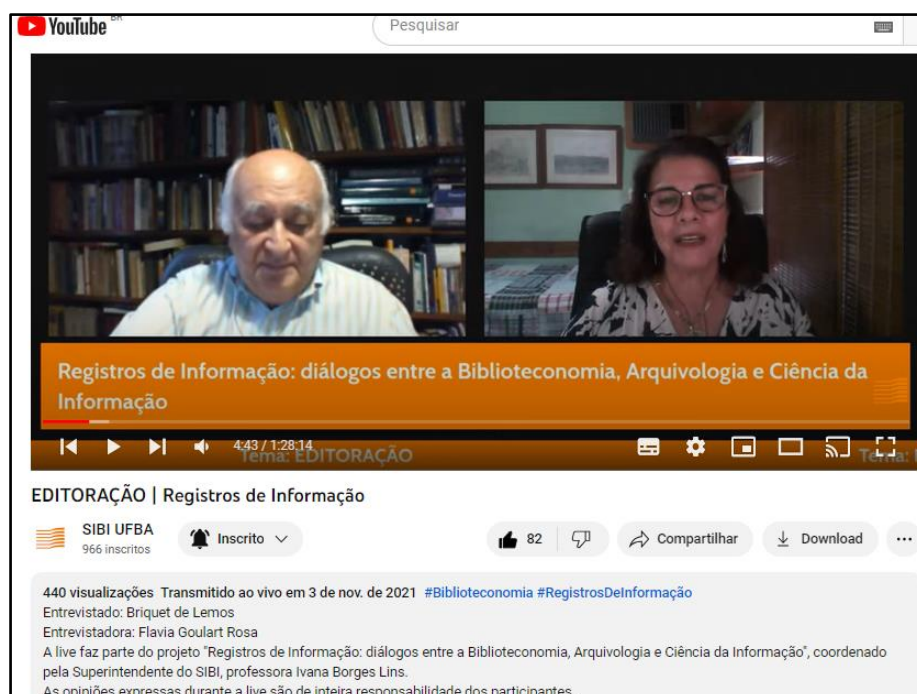 YouTube BR
Pesquisar
Registros de Informação: diálogos entre a Biblioteconomia, Arquivologia e Ciência da
Informação
4:43 / 1:28:14
Tema: EDITORAÇÃO
Tema: E
EDITORAÇÃO | Registros de Informação
SIBI UFBA
966 inscritos
Inscrito
82
Compartilhar
Download
440 visualizações Transmitido ao vivo em 3 de nov. de 2021 #Biblioteconomia #RegistrosDeInformação
Entrevistado: Briquet de Lemos
Entrevistadora: Flavia Goulart Rosa
A live faz parte do projeto "Registros de Informação: diálogos entre a Biblioteconomia, Arquivologia e Ciência da Informação", coordenado
pela Superintendente do SIBI, professora Ivana Borges Lins.
As opiniões expressas durante a live são de inteira responsabilidade dos participantes